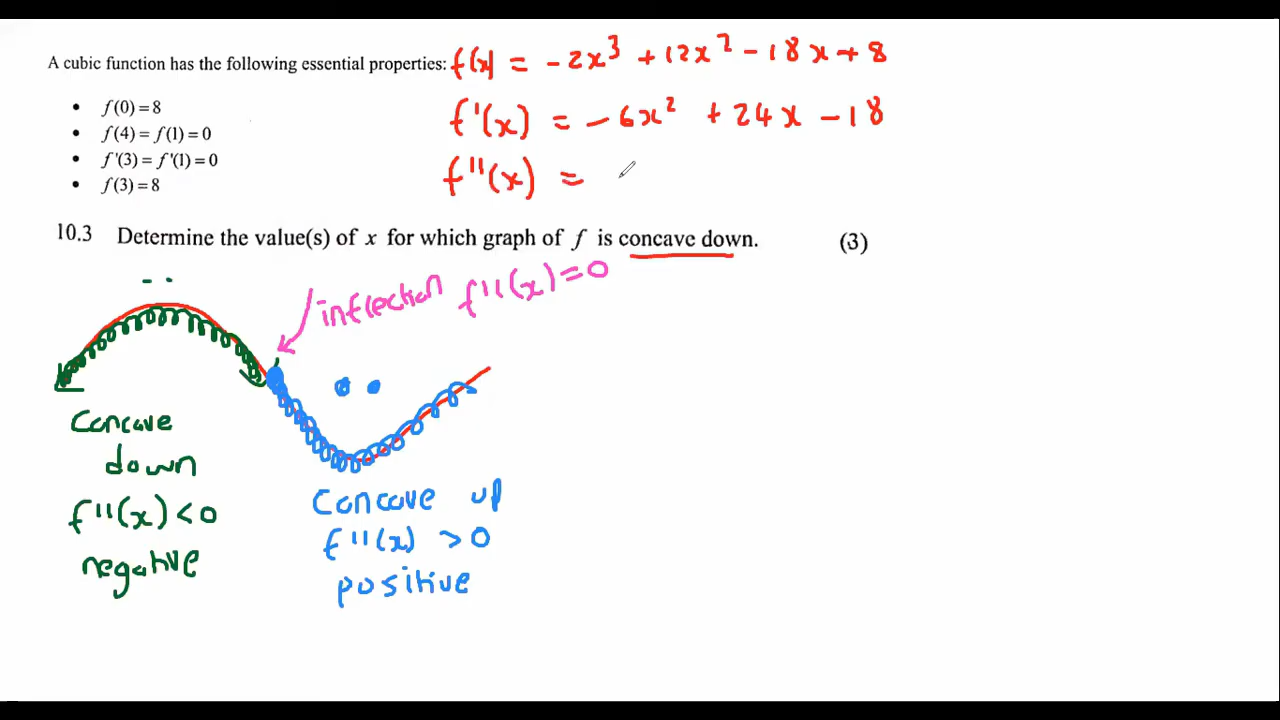 A cubic function has the following essential properties: f(x) = -2x³ + 12x² - 18x + 8
• f(0) = 8
• f(4) = f(1) = 0
• f'(3) = f'(1) = 0
• f(3) = 8
f'(x) = -6x² + 24x - 18
f''(x) =
10.3 Determine the value(s) of x for which graph of f is concave down. (3)
inflection f''(x) = 0
Concave
down
f''(x) < 0
negative
Concave up
f''(x) > 0
positive